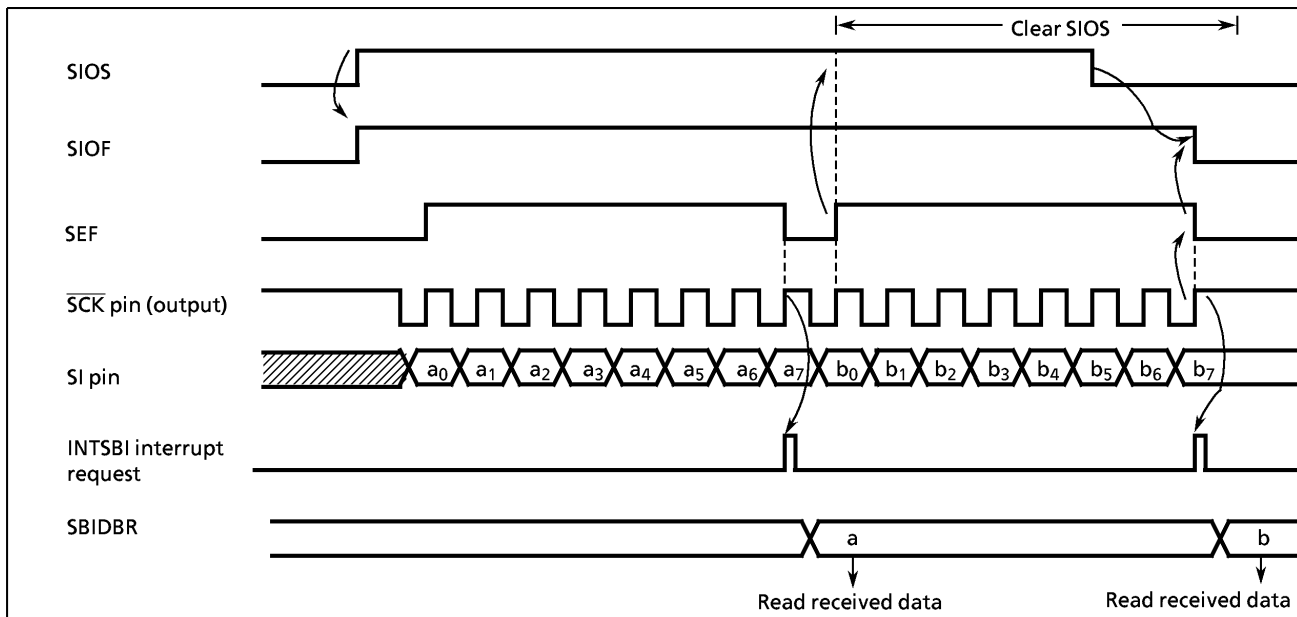 Clear SIOS
SIOS
SIOF
SEF
S̅C̅K̅ pin (output)
SI pin
a₀ a₁ a₂ a₃ a₄ a₅ a₆ a₇ b₀ b₁ b₂ b₃ b₄ b₅ b₆ b₇
INTSBI interrupt
request
SBIDBR
a b
Read received data Read received data